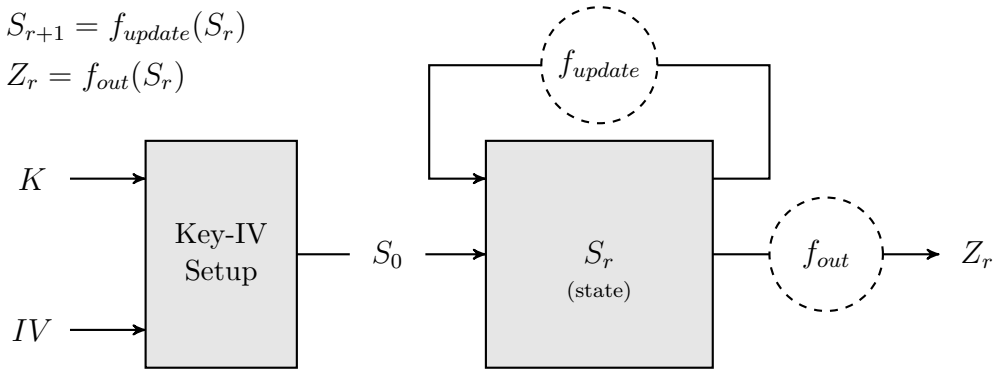 S_{r+1} = f_{update}(S_r)
Z_r = f_{out}(S_r)
f_{update}
K
Key-IV
Setup
IV
S_0
S_r
(state)
f_{out}
Z_r